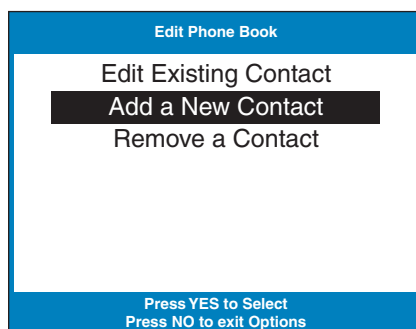 Edit Phone Book
Edit Existing Contact
Add a New Contact
Remove a Contact
Press YES to Select
Press NO to exit Options